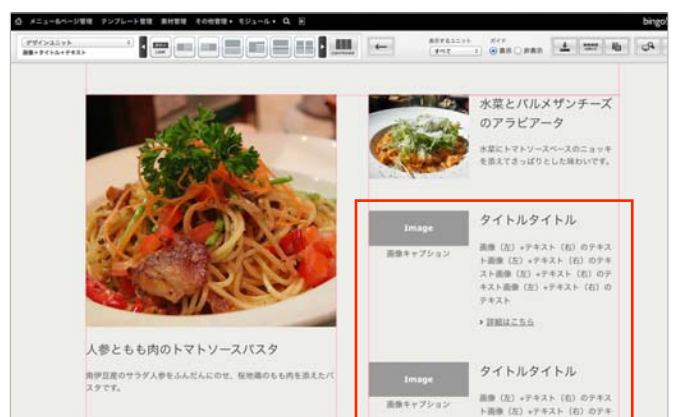 メニュー&ページ管理 テンプレート管理 素材管理 その他管理▾ モジュール▾
bingo!
デザインユニット
画像+タイトル+テキスト
LINK
表示するユニット
すべて
ガイド
表示 非表示
水菜とパルメザンチーズ
のアラビアータ
水菜にトマトソースベースのニョッキ
を添えてさっぱりとした味わいです。
Image
画像キャプション
タイトルタイトル
画像（左）+テキスト（右）のテキス
ト画像（左）+テキスト（右）のテキ
スト画像（左）+テキスト（右）のテ
キスト画像（左）+テキスト（右）の
テキスト
詳細はこちら
人参ともも肉のトマトソースパスタ
南伊豆産のサラダ人参をふんだんにのせ、桜地鶏のもも肉を添えたパ
スタです。
Image
画像キャプション
タイトルタイトル
画像（左）+テキスト（右）のテキス
ト画像（左）+テキスト（右）のテキ